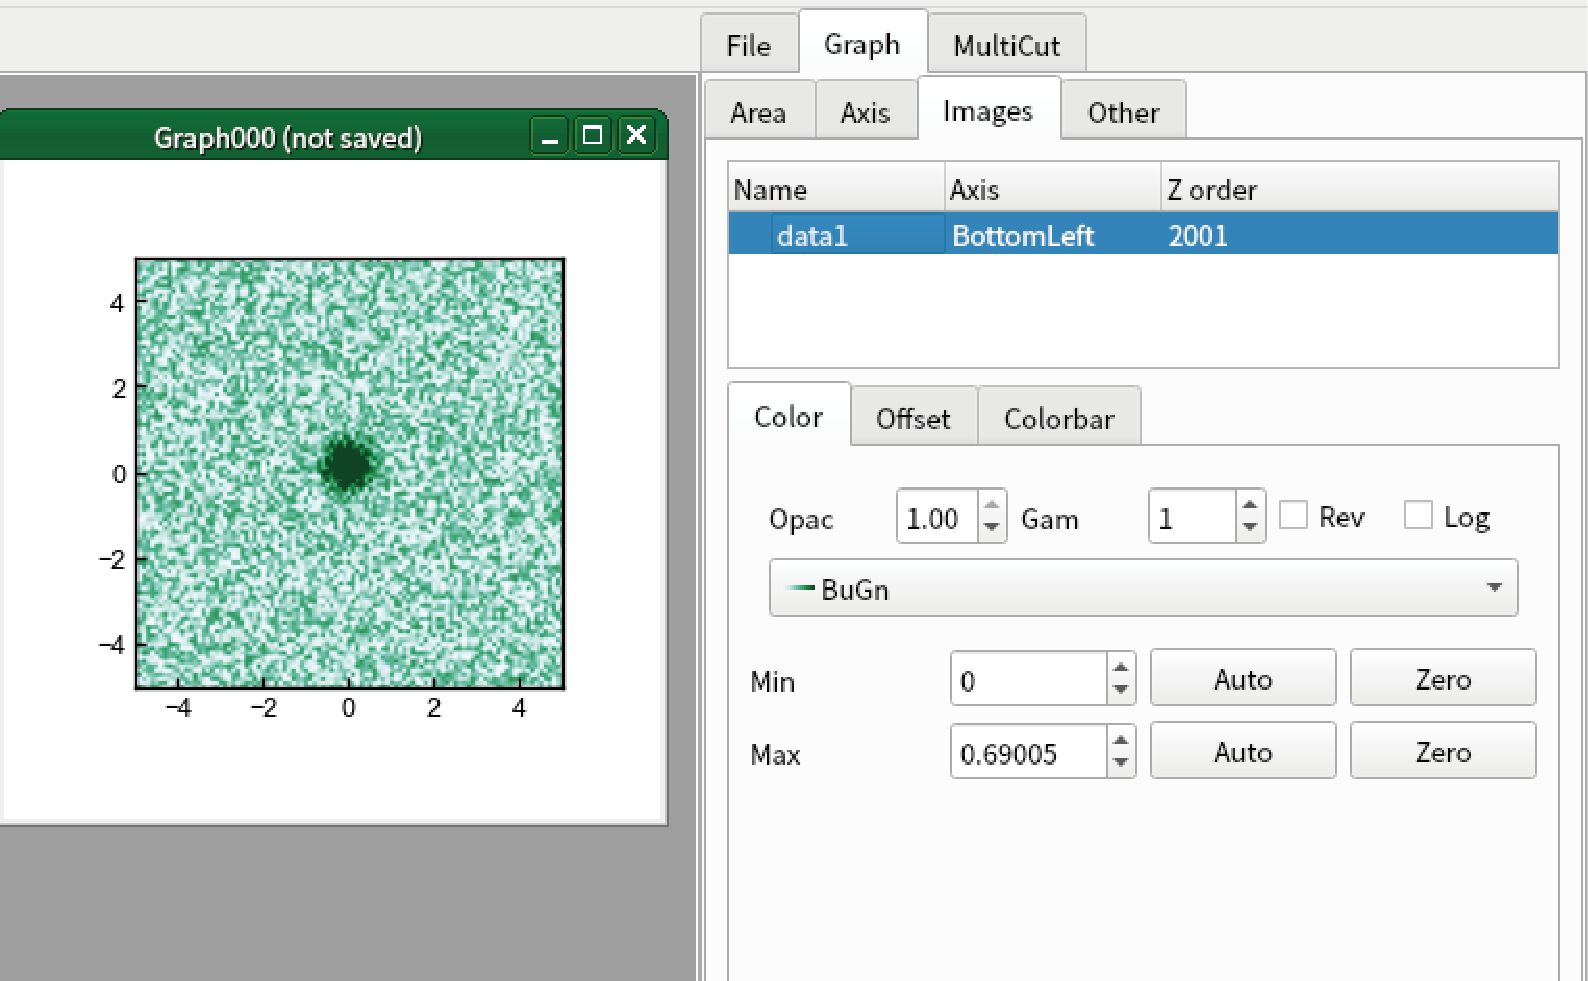 File Graph MultiCut
Area Axis Images Other
Graph000 (not saved)
Name Axis Z order
data1 BottomLeft 2001
4
2
0
−2
−4
−4 −2 0 2 4
Color Offset Colorbar
Opac 1.00 Gam 1 Rev Log
BuGn
Min 0 Auto Zero
Max 0.69005 Auto Zero